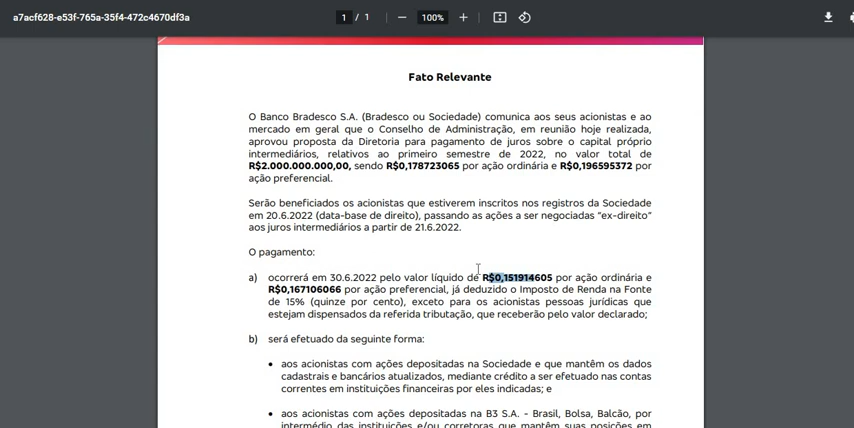 a7acf628-e53f-765a-35f4-472c4670df3a
1 / 1
100%
Fato Relevante
O Banco Bradesco S.A. (Bradesco ou Sociedade) comunica aos seus acionistas e ao
mercado em geral que o Conselho de Administração, em reunião hoje realizada,
aprovou proposta da Diretoria para pagamento de juros sobre o capital próprio
intermediários, relativos ao primeiro semestre de 2022, no valor total de
R$2.000.000.000,00, sendo R$0,178723065 por ação ordinária e R$0,196595372 por
ação preferencial.
Serão beneficiados os acionistas que estiverem inscritos nos registros da Sociedade
em 20.6.2022 (data-base de direito), passando as ações a ser negociadas “ex-direito”
aos juros intermediários a partir de 21.6.2022.
O pagamento:
a) ocorrerá em 30.6.2022 pelo valor líquido de R$0,151914605 por ação ordinária e
R$0,167106066 por ação preferencial, já deduzido o Imposto de Renda na Fonte
de 15% (quinze por cento), exceto para os acionistas pessoas jurídicas que
estejam dispensados da referida tributação, que receberão pelo valor declarado;
b) será efetuado da seguinte forma:
• aos acionistas com ações depositadas na Sociedade e que mantêm os dados
cadastrais e bancários atualizados, mediante crédito a ser efetuado nas contas
correntes em instituições financeiras por eles indicadas; e
• aos acionistas com ações depositadas na B3 S.A. - Brasil, Bolsa, Balcão, por
intermédio das instituições e/ou corretoras que mantêm suas posições em